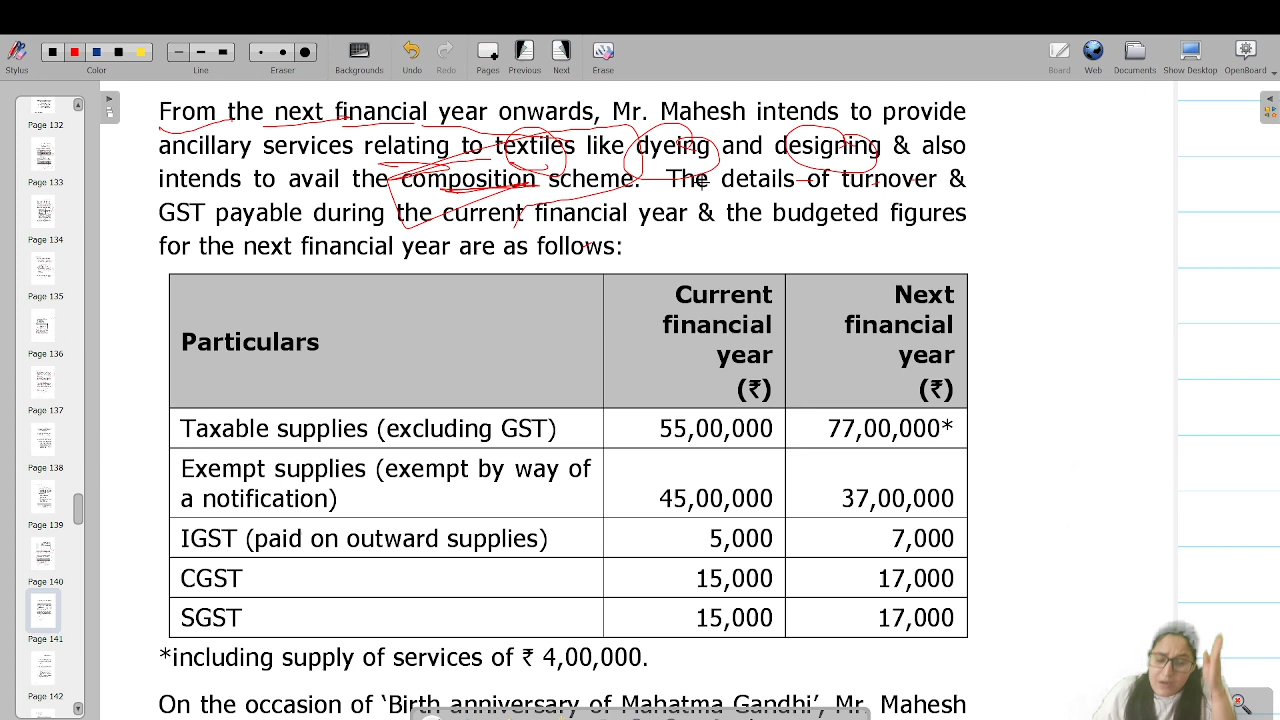 Stylus Color Line Eraser Backgrounds Undo Redo Pages Previous Next Erase Board Web Documents Show Desktop OpenBoard
Page 132
Page 133
Page 134
Page 135
Page 136
Page 137
Page 138
Page 139
Page 140
Page 141
Page 142
From the next financial year onwards, Mr. Mahesh intends to provide
ancillary services relating to textiles like dyeing and designing & also
intends to avail the composition scheme. The details of turnover &
GST payable during the current financial year & the budgeted figures
for the next financial year are as follows:
Particulars
Current
financial
year
(₹)
Next
financial
year
(₹)
Taxable supplies (excluding GST) 55,00,000 77,00,000*
Exempt supplies (exempt by way of
a notification) 45,00,000 37,00,000
IGST (paid on outward supplies) 5,000 7,000
CGST 15,000 17,000
SGST 15,000 17,000
*including supply of services of ₹ 4,00,000.
On the occasion of ‘Birth anniversary of Mahatma Gandhi’, Mr. Mahesh